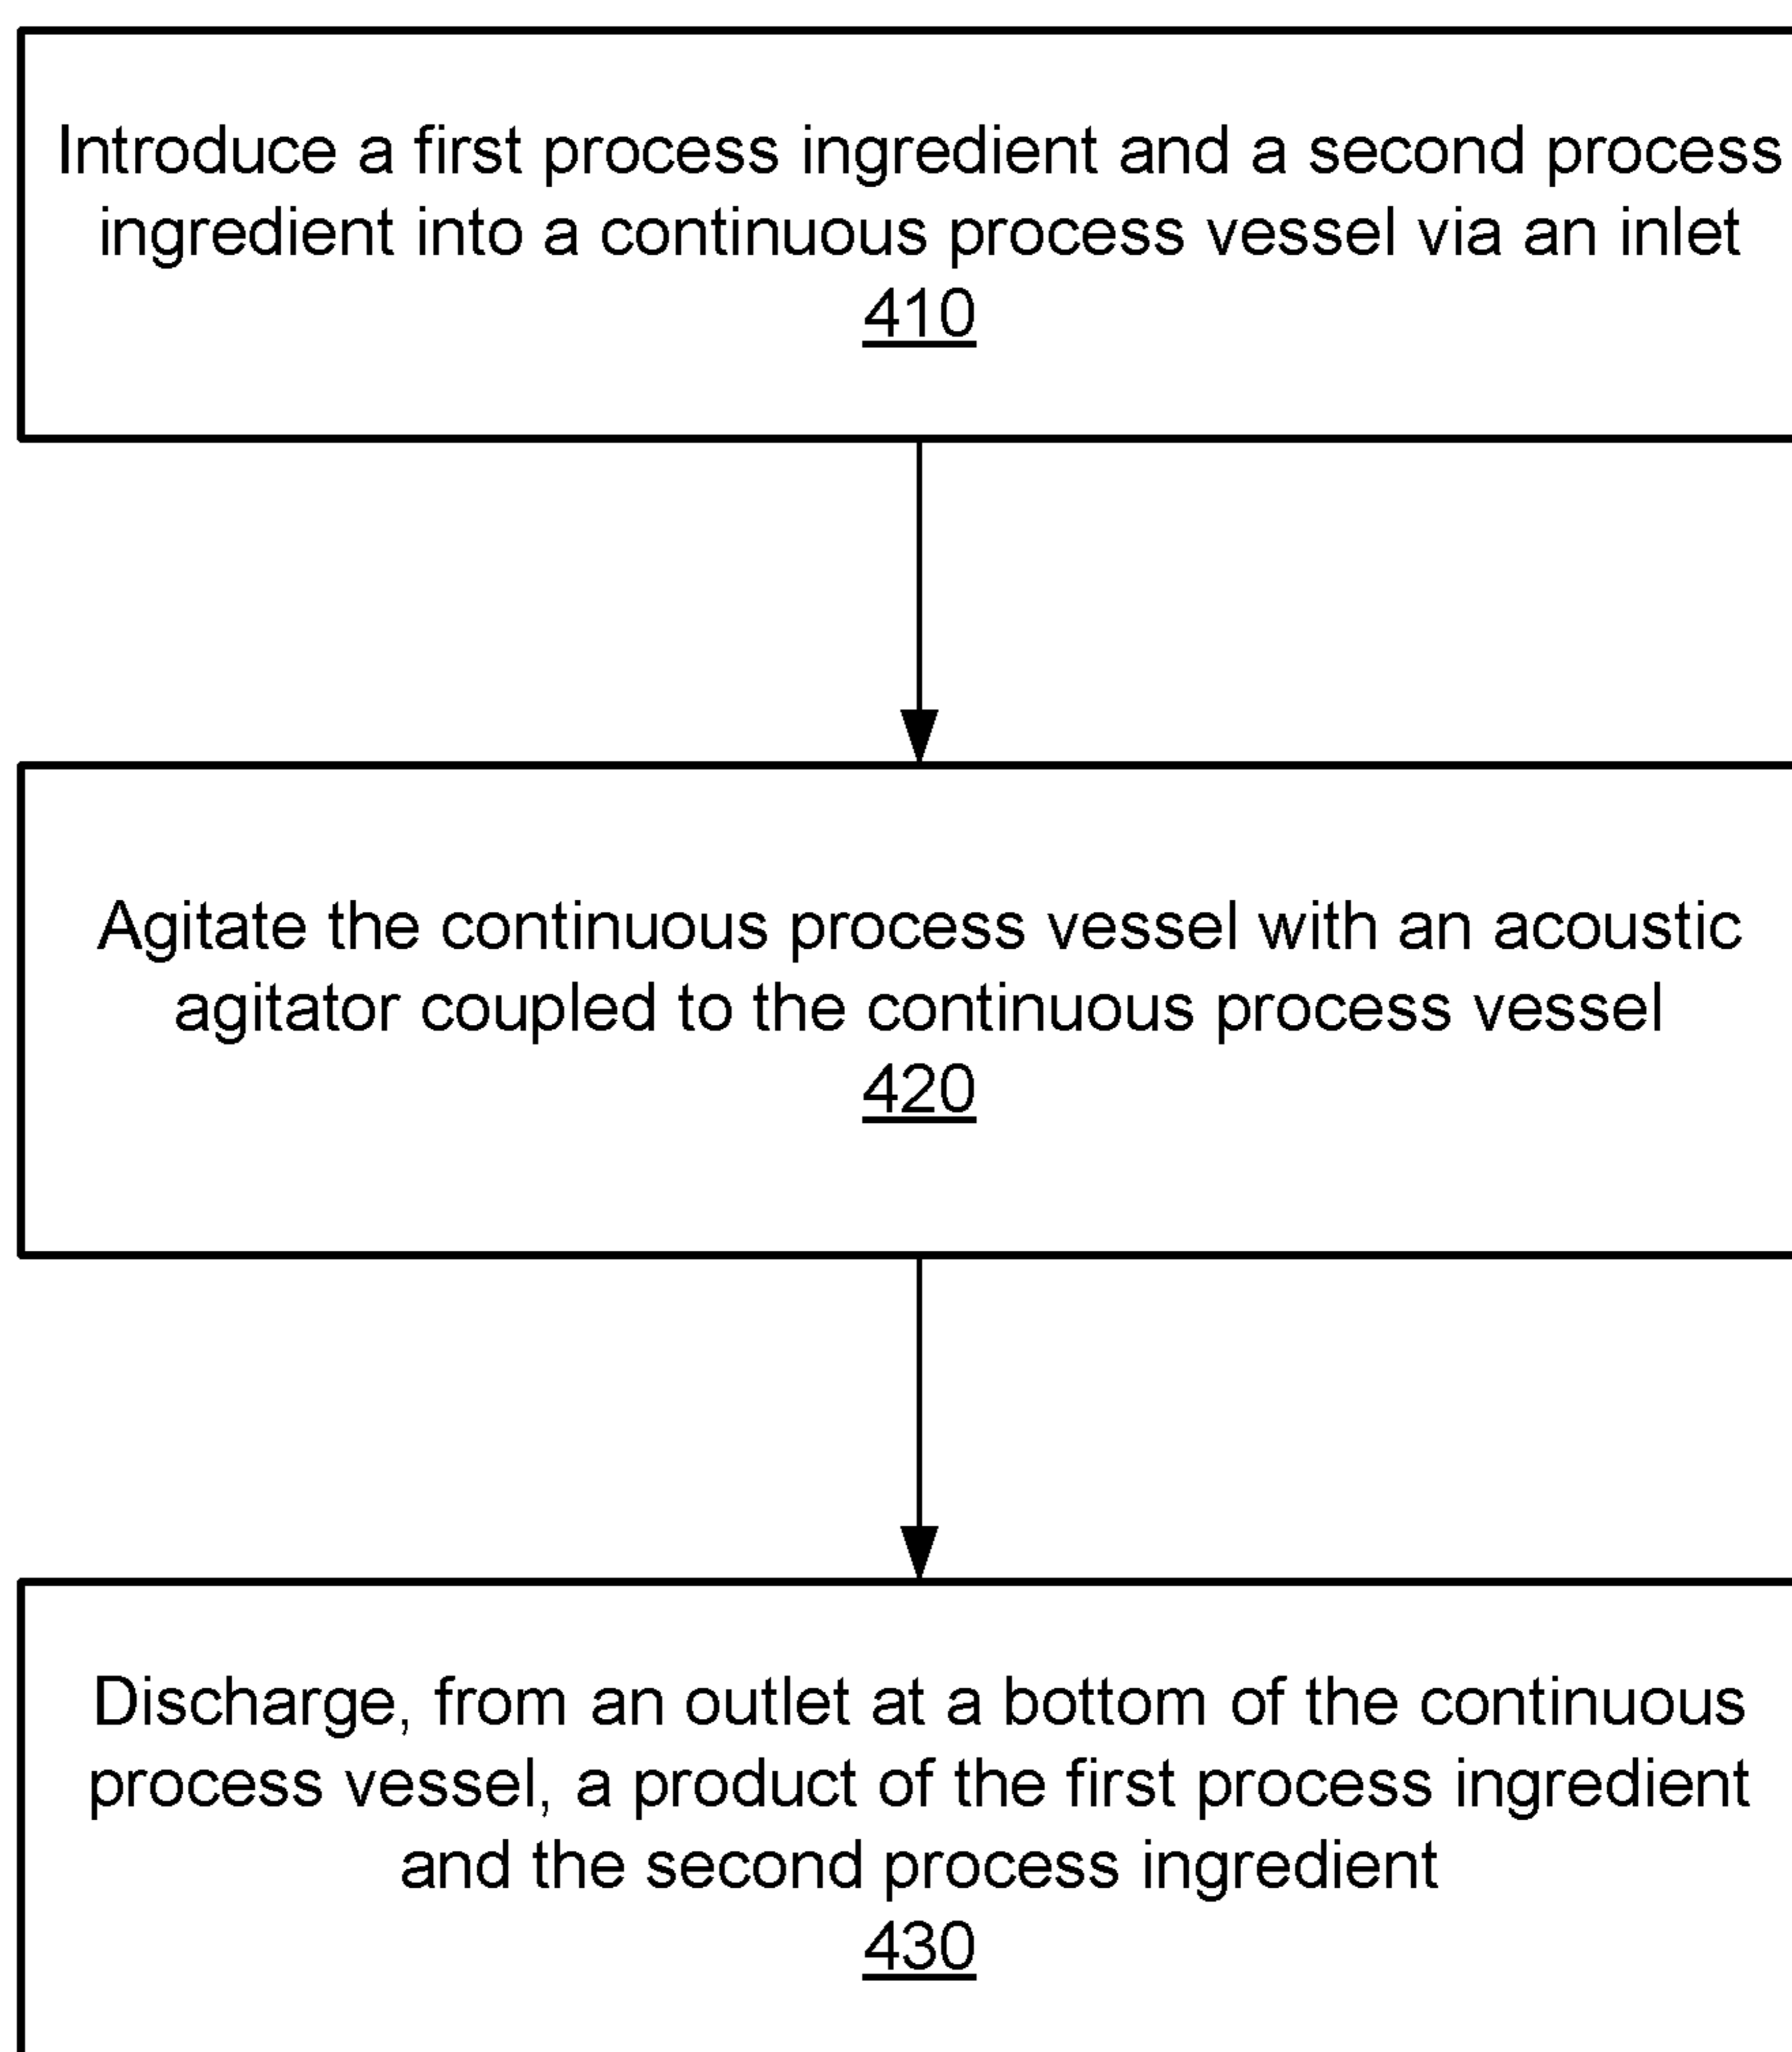 Introduce a first process ingredient and a second process
ingredient into a continuous process vessel via an inlet
410
Agitate the continuous process vessel with an acoustic
agitator coupled to the continuous process vessel
420
Discharge, from an outlet at a bottom of the continuous
process vessel, a product of the first process ingredient
and the second process ingredient
430